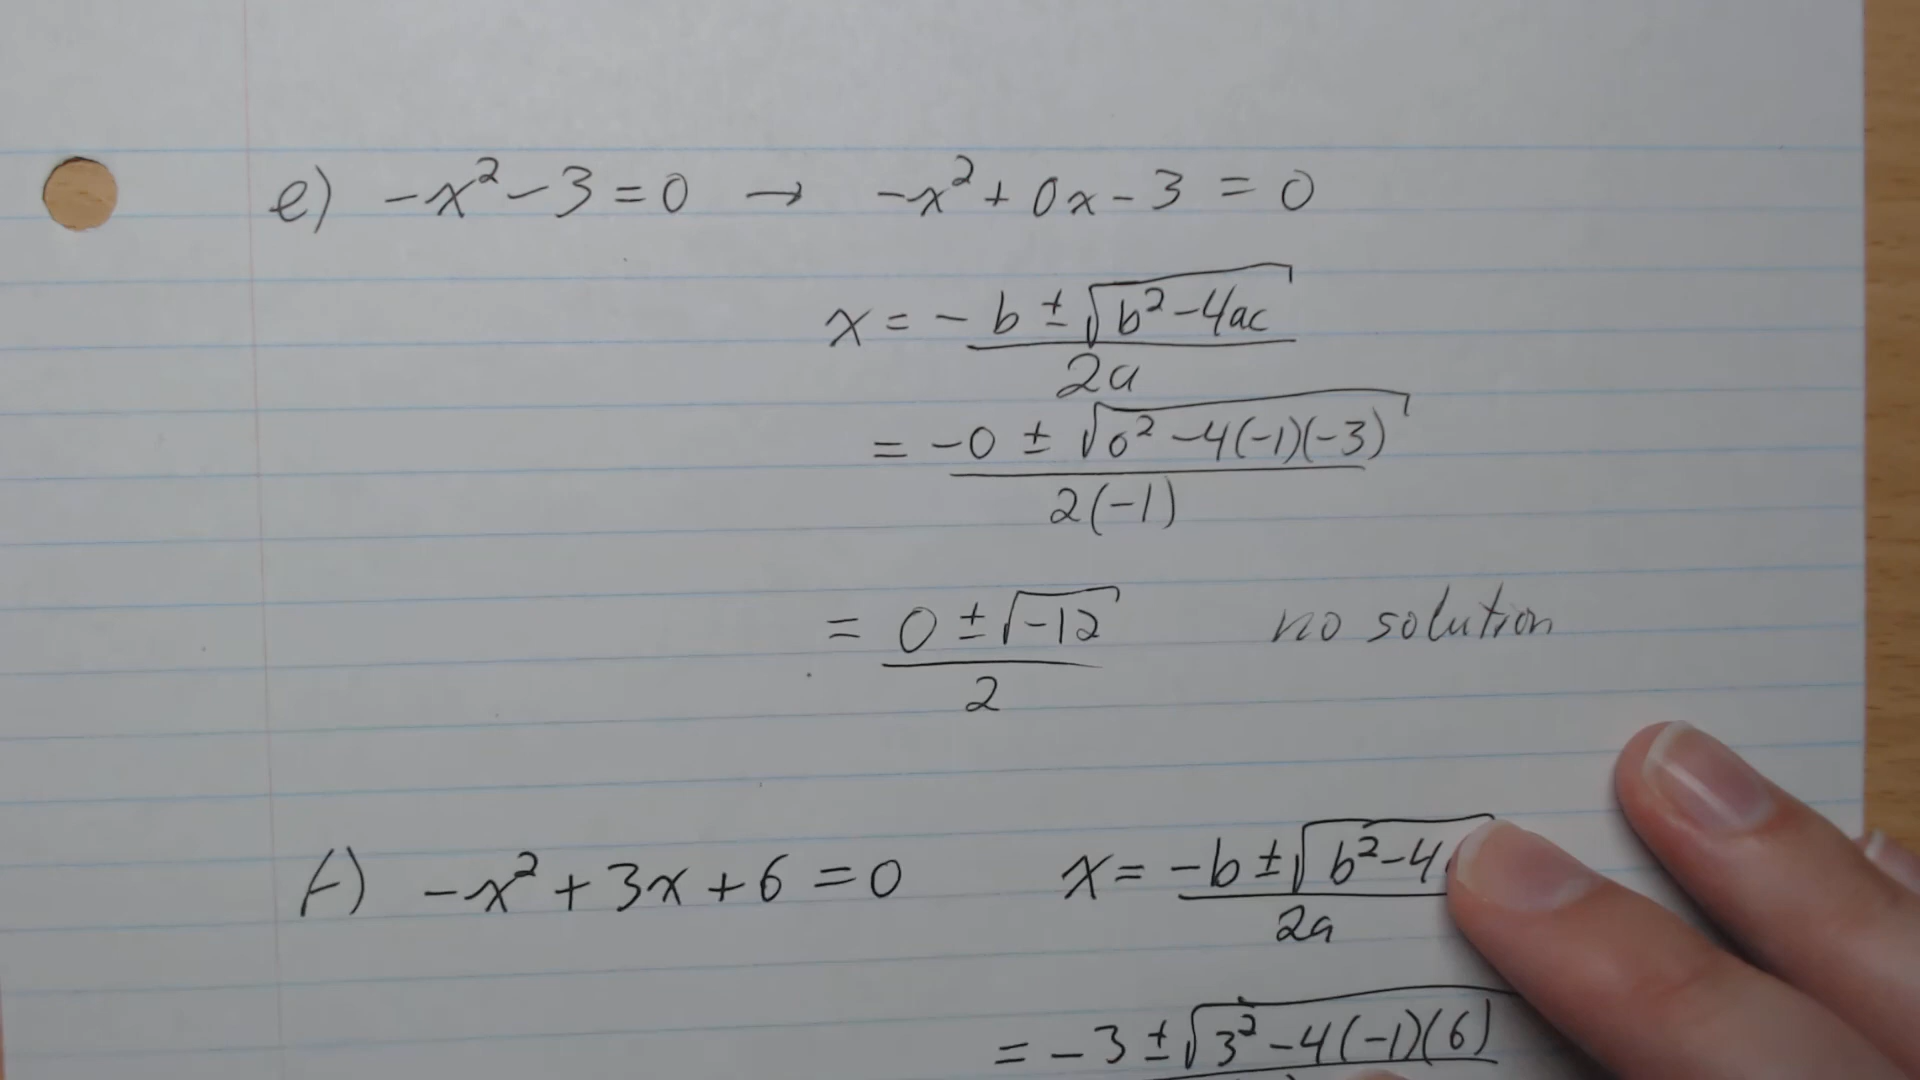 e) -x² - 3 = 0 → -x² + 0x - 3 = 0
x = -b ± √(b² - 4ac)
2a
= -0 ± √(0² - 4(-1)(-3))
2(-1)
= 0 ± √(-12) no solution
2
f) -x² + 3x + 6 = 0 x = -b ± √(b² - 4
2a
= -3 ± √(3² - 4(-1)(6))